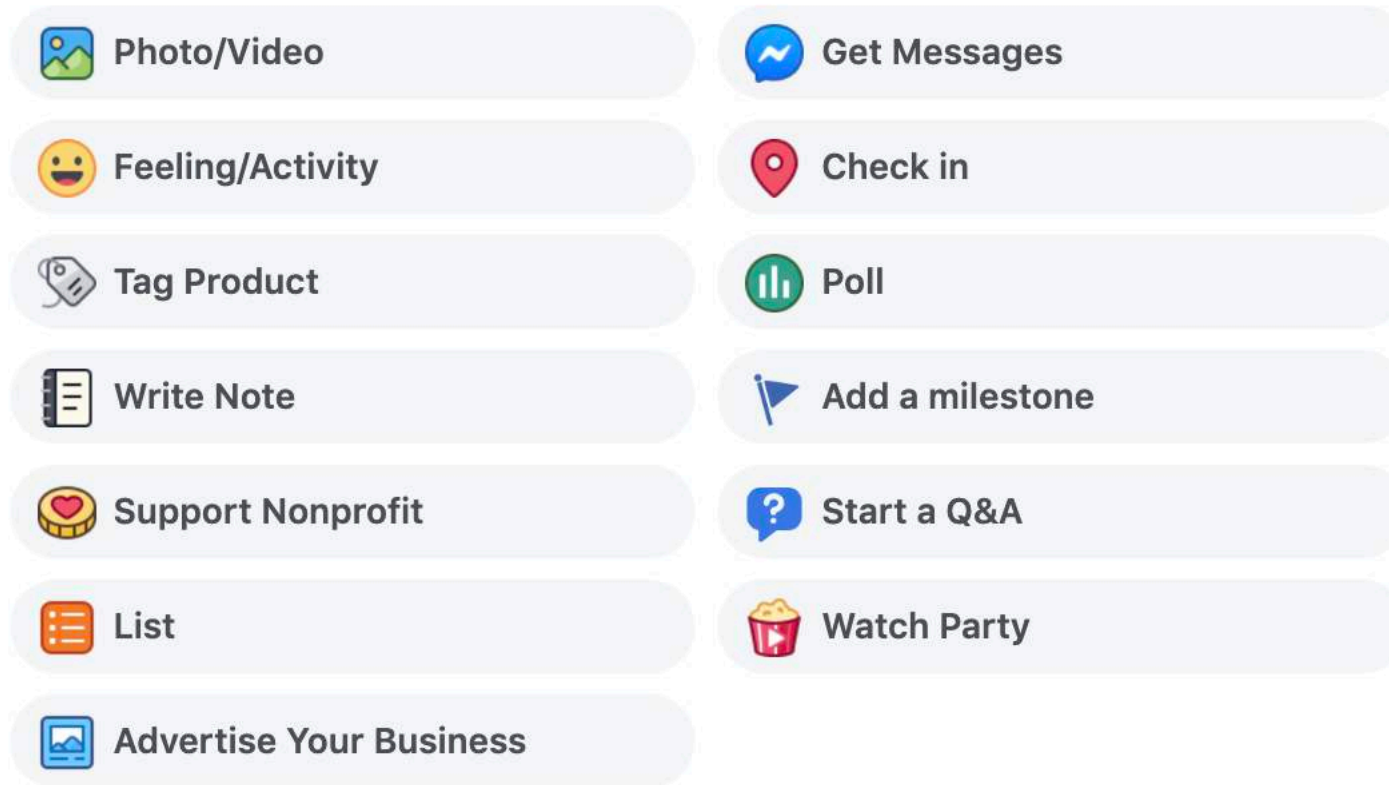 Photo/Video
Get Messages
Feeling/Activity
Check in
Tag Product
Poll
Write Note
Add a milestone
Support Nonprofit
Start a Q&A
List
Watch Party
Advertise Your Business